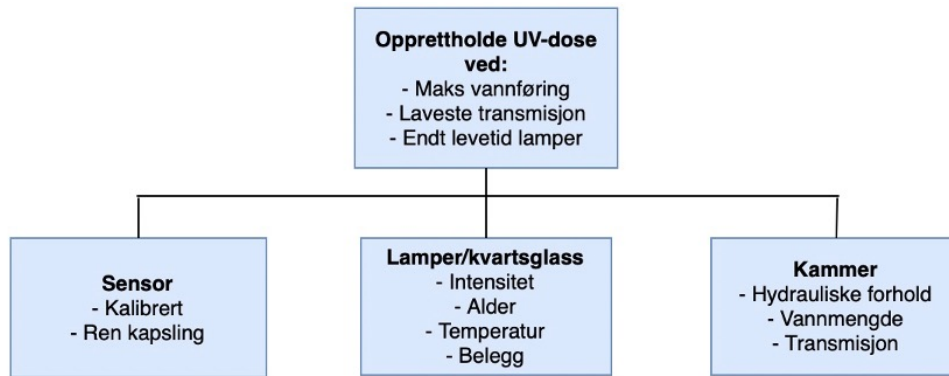 Opprettholde UV-dose
ved:
- Maks vannføring
- Laveste transmisjon
- Endt levetid lamper
Sensor
- Kalibrert
- Ren kapsling
Lamper/kvartsglass
- Intensitet
- Alder
- Temperatur
- Belegg
Kammer
- Hydrauliske forhold
- Vannmengde
- Transmisjon